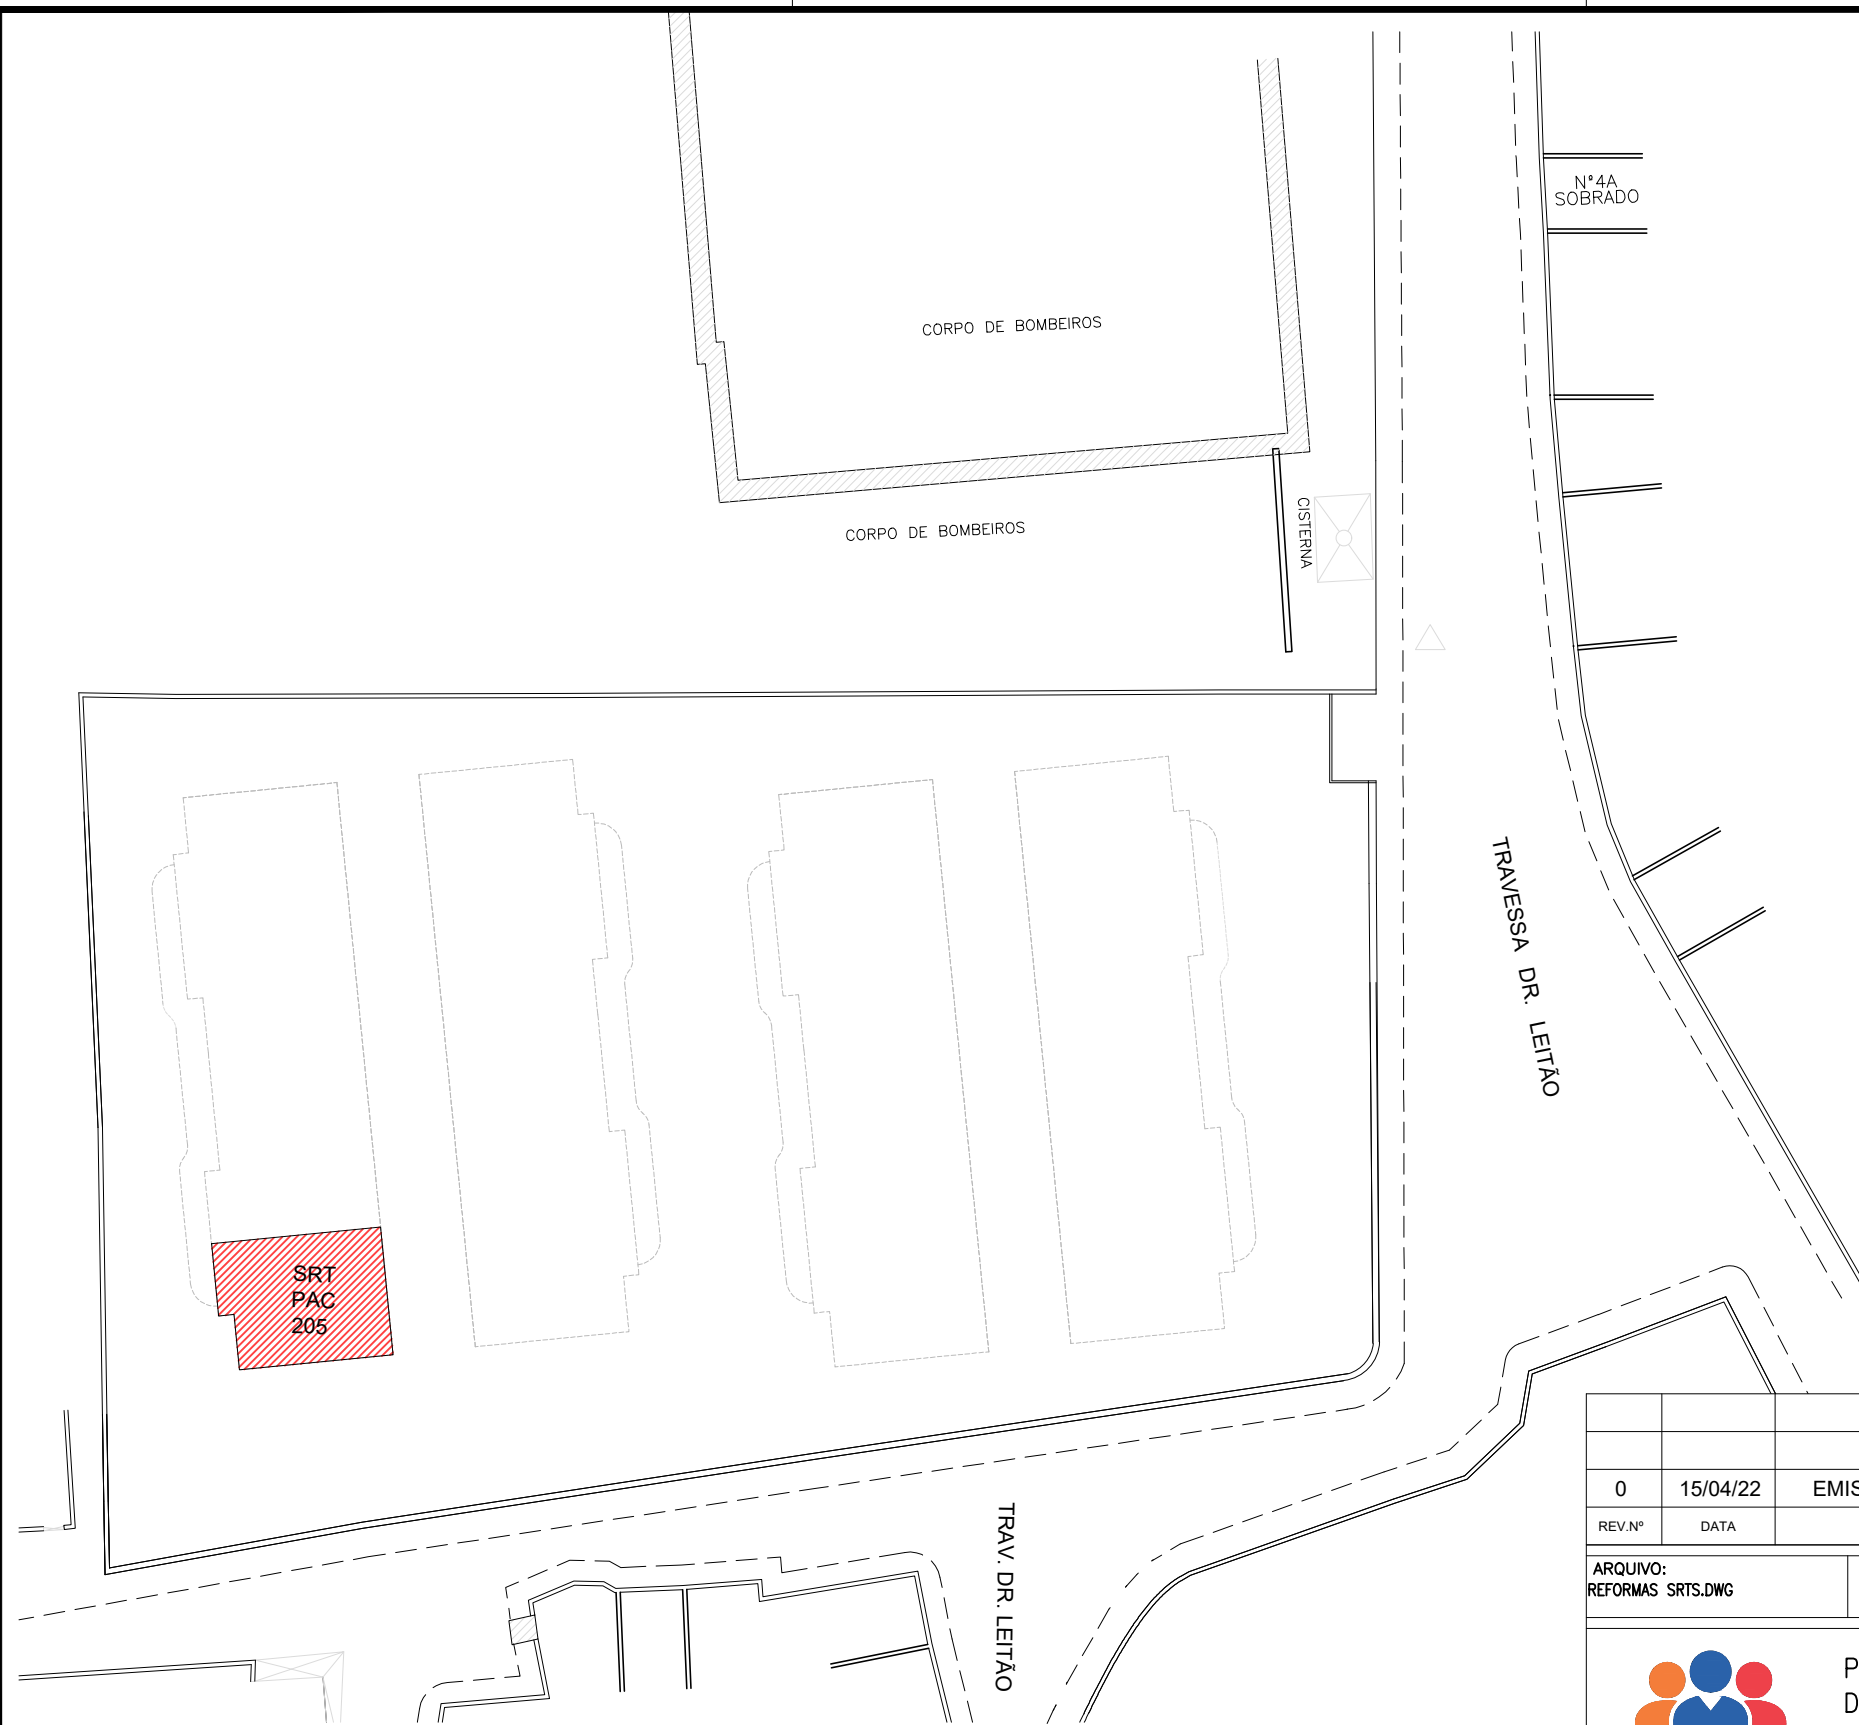 N°4A
SOBRADO
CORPO DE BOMBEIROS
CORPO DE BOMBEIROS
CISTERNA
TRAVESSA DR. LEITÃO
SRT
PAC
205
TRAV. DR. LEITÃO
0 15/04/22 EMIS
REV.Nº DATA
ARQUIVO:
REFORMAS SRTS.DWG
P
D